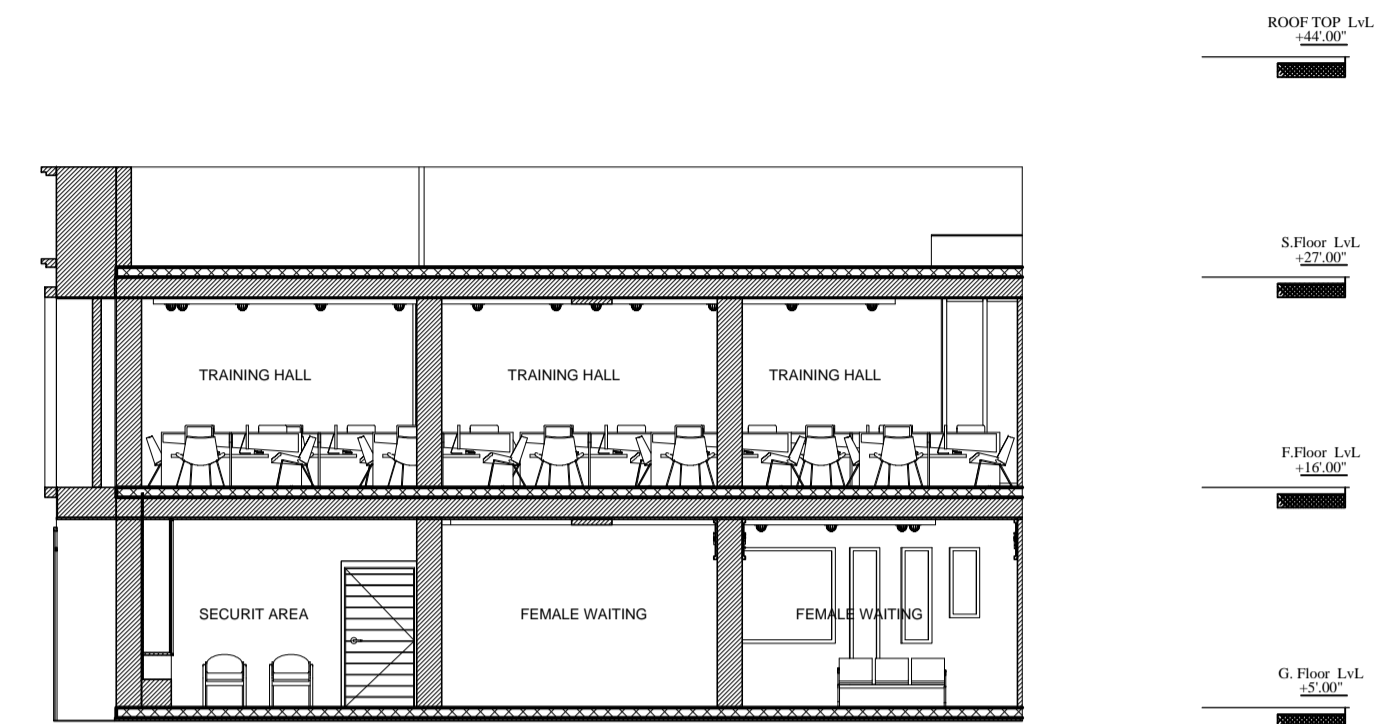 ROOF TOP LvL
+44'.00"
S.Floor LvL
+27'.00"
TRAINING HALL
TRAINING HALL
TRAINING HALL
F.Floor LvL
+16'.00"
SECURIT AREA
FEMALE WAITING
FEMALE WAITING
G. Floor LvL
+5'.00"